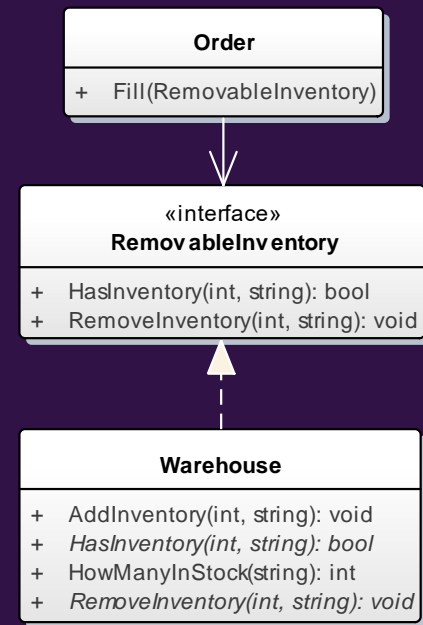 Order
+ Fill(RemovableInventory)
«interface»
RemovableInventory
+ HasInventory(int, string): bool
+ RemoveInventory(int, string): void
Warehouse
+ AddInventory(int, string): void
+ HasInventory(int, string): bool
+ HowManyInStock(string): int
+ RemoveInventory(int, string): void